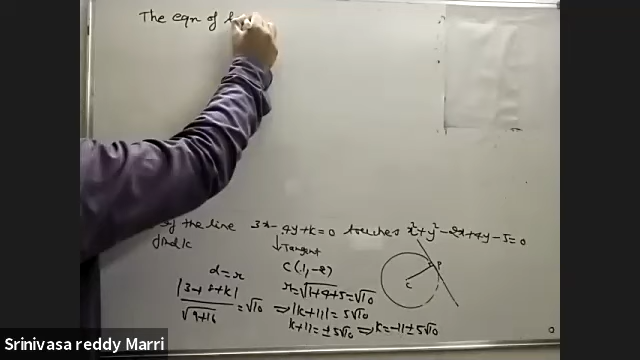 The eqn of
If the line 3x-4y+k=0 touches x²+y²-2x+4y-5=0
find k
↓ Tangent
d=r
C(1,-2)
|3+8+k| / √9+16 = √10
r=√1+4+5=√10
⇒ |k+11| = 5√10
k+11 = ±5√10 ⇒ k=-11±5√10
P
C
Srinivasa reddy Marri